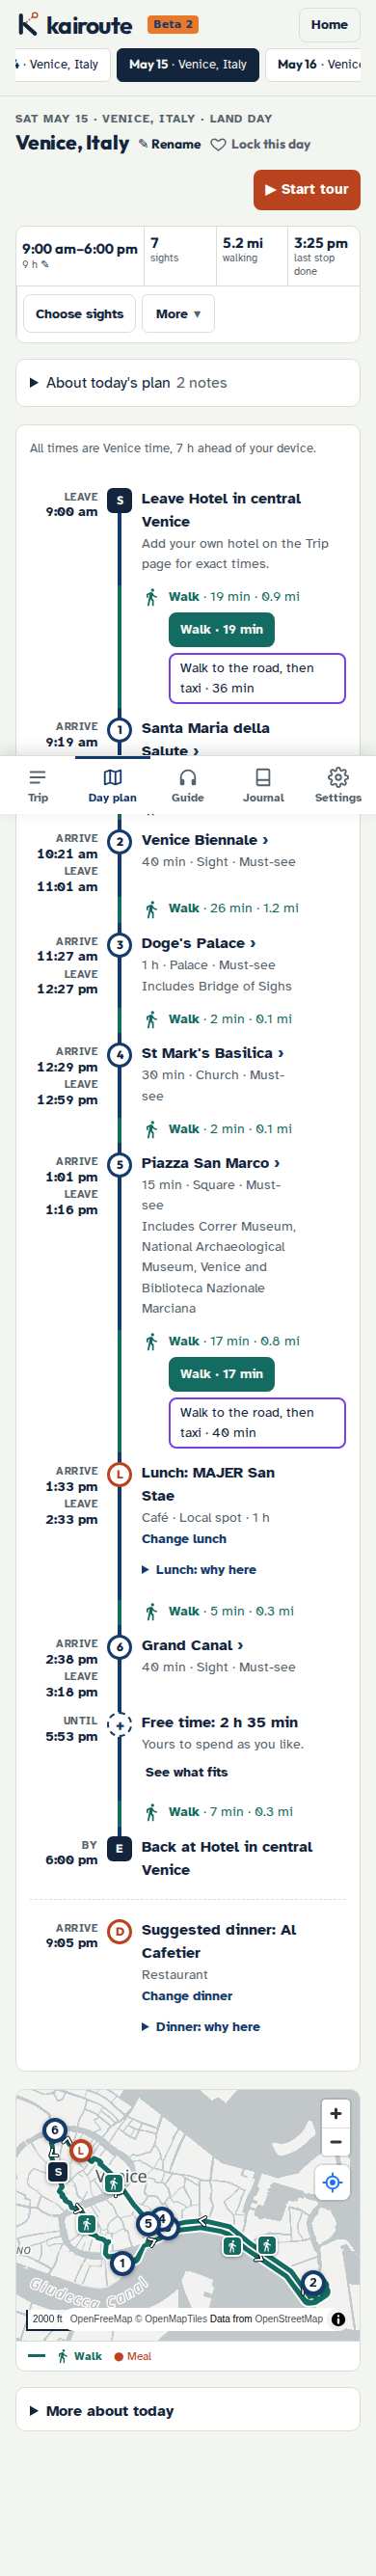 kairoute
Beta 2
Home
· Venice, Italy
May 15 · Venice, Italy
May 16 · Venice
SAT MAY 15 · VENICE, ITALY · LAND DAY
Venice, Italy ✎ Rename ♡ Lock this day
▶ Start tour
9:00 am–6:00 pm
9 h ✎
7
sights
5.2 mi
walking
3:25 pm
last stop
done
Choose sights
More ▾
▶ About today's plan 2 notes
All times are Venice time, 7 h ahead of your device.
LEAVE
9:00 am
S
Leave Hotel in central
Venice
Add your own hotel on the Trip
page for exact times.
Walk · 19 min · 0.9 mi
Walk · 19 min
Walk to the road, then
taxi · 36 min
ARRIVE
9:19 am
1
Santa Maria della
Salute ›
Trip
Day plan
Guide
Journal
Settings
ARRIVE
10:21 am
LEAVE
11:01 am
2
Venice Biennale ›
40 min · Sight · Must-see
Walk · 26 min · 1.2 mi
ARRIVE
11:27 am
LEAVE
12:27 pm
3
Doge's Palace ›
1 h · Palace · Must-see
Includes Bridge of Sighs
Walk · 2 min · 0.1 mi
ARRIVE
12:29 pm
LEAVE
12:59 pm
4
St Mark's Basilica ›
30 min · Church · Must-
see
Walk · 2 min · 0.1 mi
ARRIVE
1:01 pm
LEAVE
1:16 pm
5
Piazza San Marco ›
15 min · Square · Must-
see
Includes Correr Museum,
National Archaeological
Museum, Venice and
Biblioteca Nazionale
Marciana
Walk · 17 min · 0.8 mi
Walk · 17 min
Walk to the road, then
taxi · 40 min
ARRIVE
1:33 pm
LEAVE
2:33 pm
L
Lunch: MAJER San
Stae
Café · Local spot · 1 h
Change lunch
▶ Lunch: why here
Walk · 5 min · 0.3 mi
ARRIVE
2:38 pm
LEAVE
3:18 pm
6
Grand Canal ›
40 min · Sight · Must-see
UNTIL
5:53 pm
+
Free time: 2 h 35 min
Yours to spend as you like.
See what fits
Walk · 7 min · 0.3 mi
BY
6:00 pm
E
Back at Hotel in central
Venice
ARRIVE
9:05 pm
D
Suggested dinner: Al
Cafetier
Restaurant
Change dinner
▶ Dinner: why here
6
L
S
Venice
5
4
1
2
NO
Giudecca Canal
+
−
2000 ft
OpenFreeMap © OpenMapTiles Data from OpenStreetMap
Walk
Meal
▶ More about today